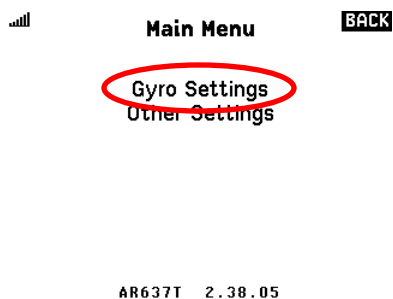 Main Menu
BACK
Gyro Settings
Other Settings
AR637T 2.38.05